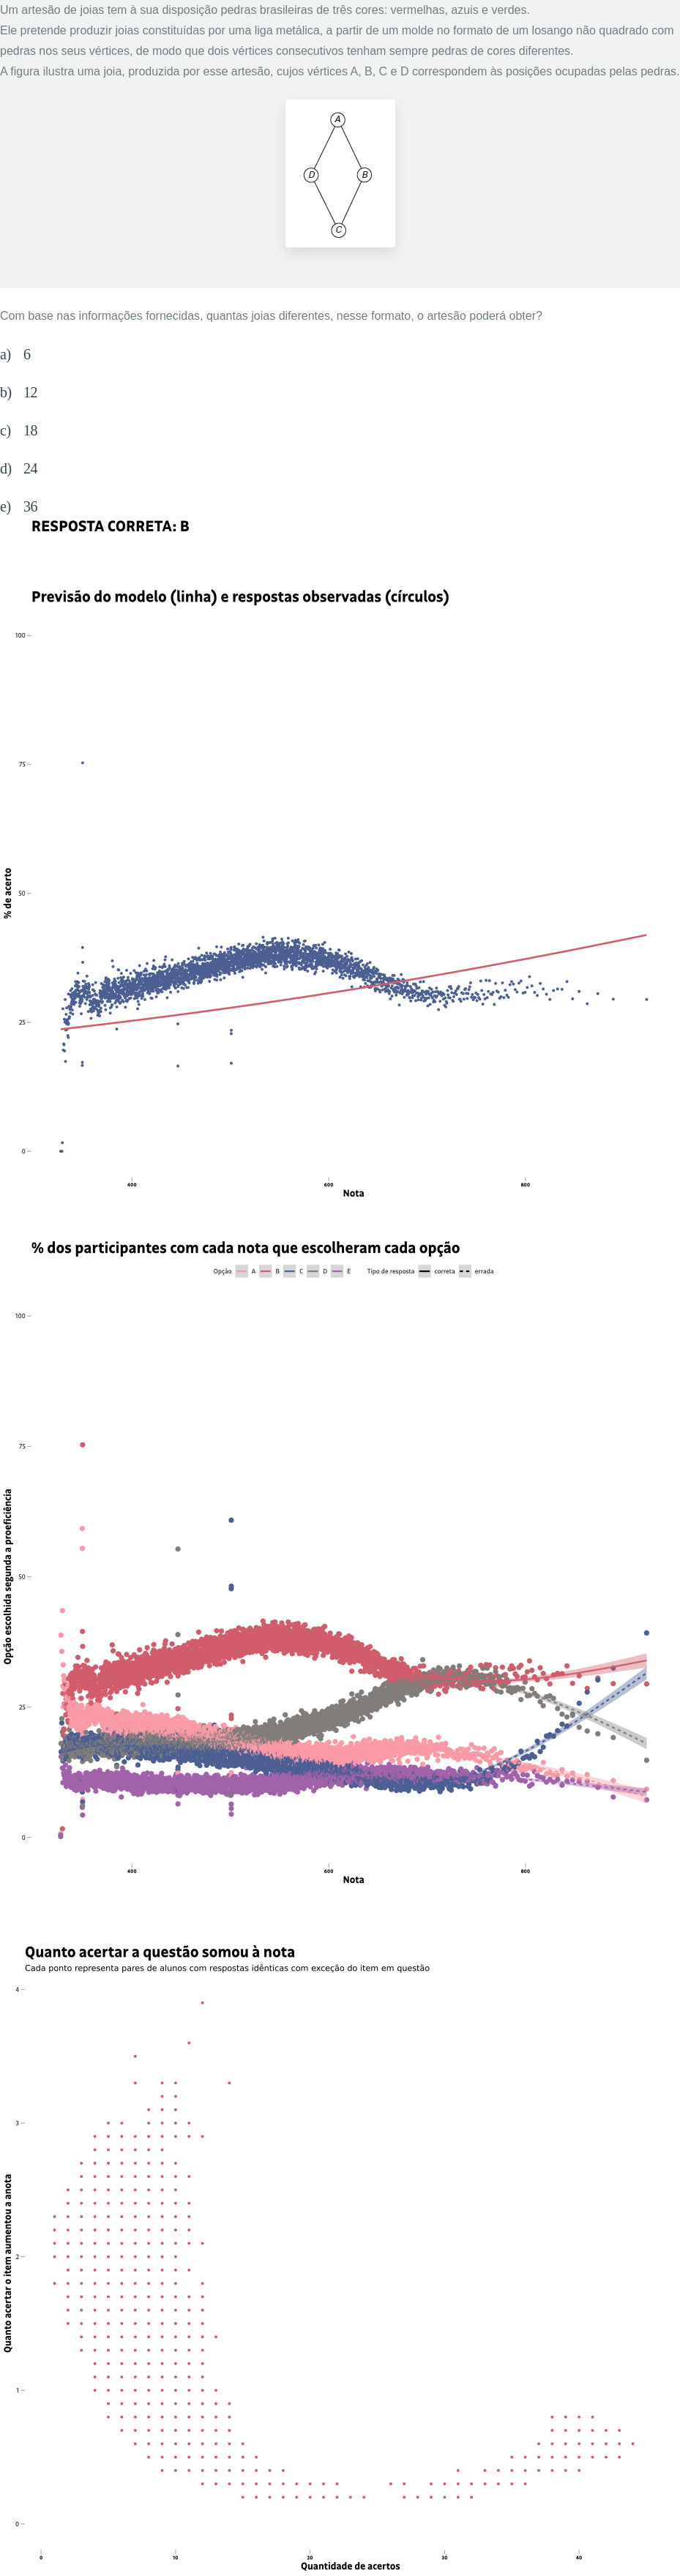 Um artesão de joias tem à sua disposição pedras brasileiras de três cores: vermelhas, azuis e verdes.
Ele pretende produzir joias constituídas por uma liga metálica, a partir de um molde no formato de um losango não quadrado com
pedras nos seus vértices, de modo que dois vértices consecutivos tenham sempre pedras de cores diferentes.
A figura ilustra uma joia, produzida por esse artesão, cujos vértices A, B, C e D correspondem às posições ocupadas pelas pedras.
A
D
B
C
Com base nas informações fornecidas, quantas joias diferentes, nesse formato, o artesão poderá obter?
a) 6
b) 12
c) 18
d) 24
e) 36
RESPOSTA CORRETA: B
Previsão do modelo (linha) e respostas observadas (círculos)
100
75
50
25
0
% de acerto
400 600 800
Nota
% dos participantes com cada nota que escolheram cada opção
Opção A B C D E Tipo de resposta correta errada
100
75
50
25
0
Opção escolhida segunda a proeficiência
400 600 800
Nota
Quanto acertar a questão somou à nota
Cada ponto representa pares de alunos com respostas idênticas com exceção do item em questão
4
3
2
1
0
Quanto acertar o item aumentou a anota
0 10 20 30 40
Quantidade de acertos